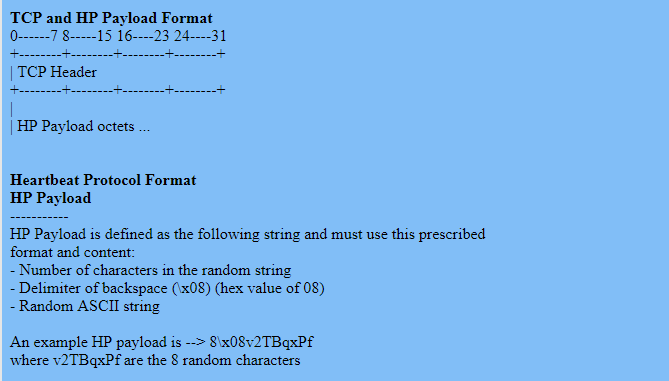 TCP and HP Payload Format
0------7 8-----15 16----23 24----31
+--------+--------+--------+--------+
| TCP Header
+--------+--------+--------+--------+
|
| HP Payload octets ...
Heartbeat Protocol Format
HP Payload
-----------
HP Payload is defined as the following string and must use this prescribed
format and content:
- Number of characters in the random string
- Delimiter of backspace (\x08) (hex value of 08)
- Random ASCII string
An example HP payload is --> 8\x08v2TBqxPf
where v2TBqxPf are the 8 random characters